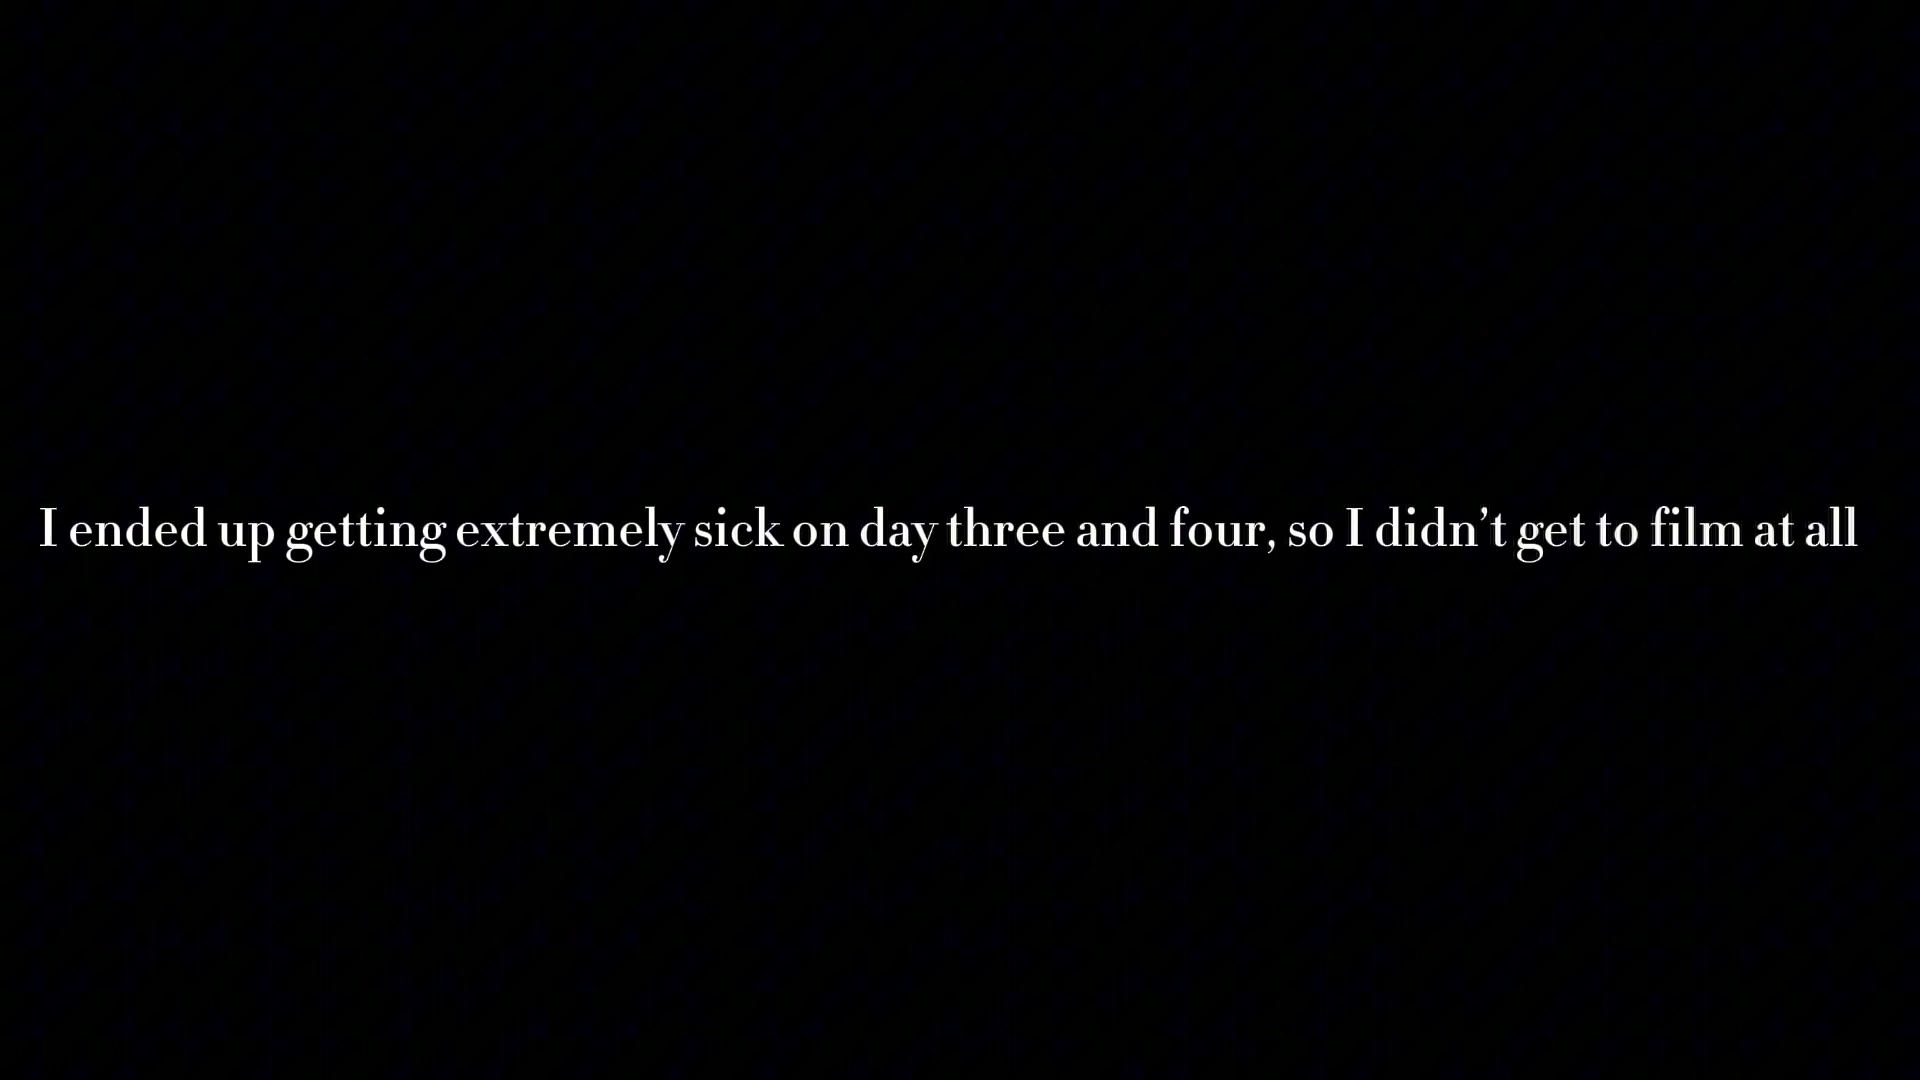 I ended up getting extremely sick on day three and four, so I didn’t get to film at all